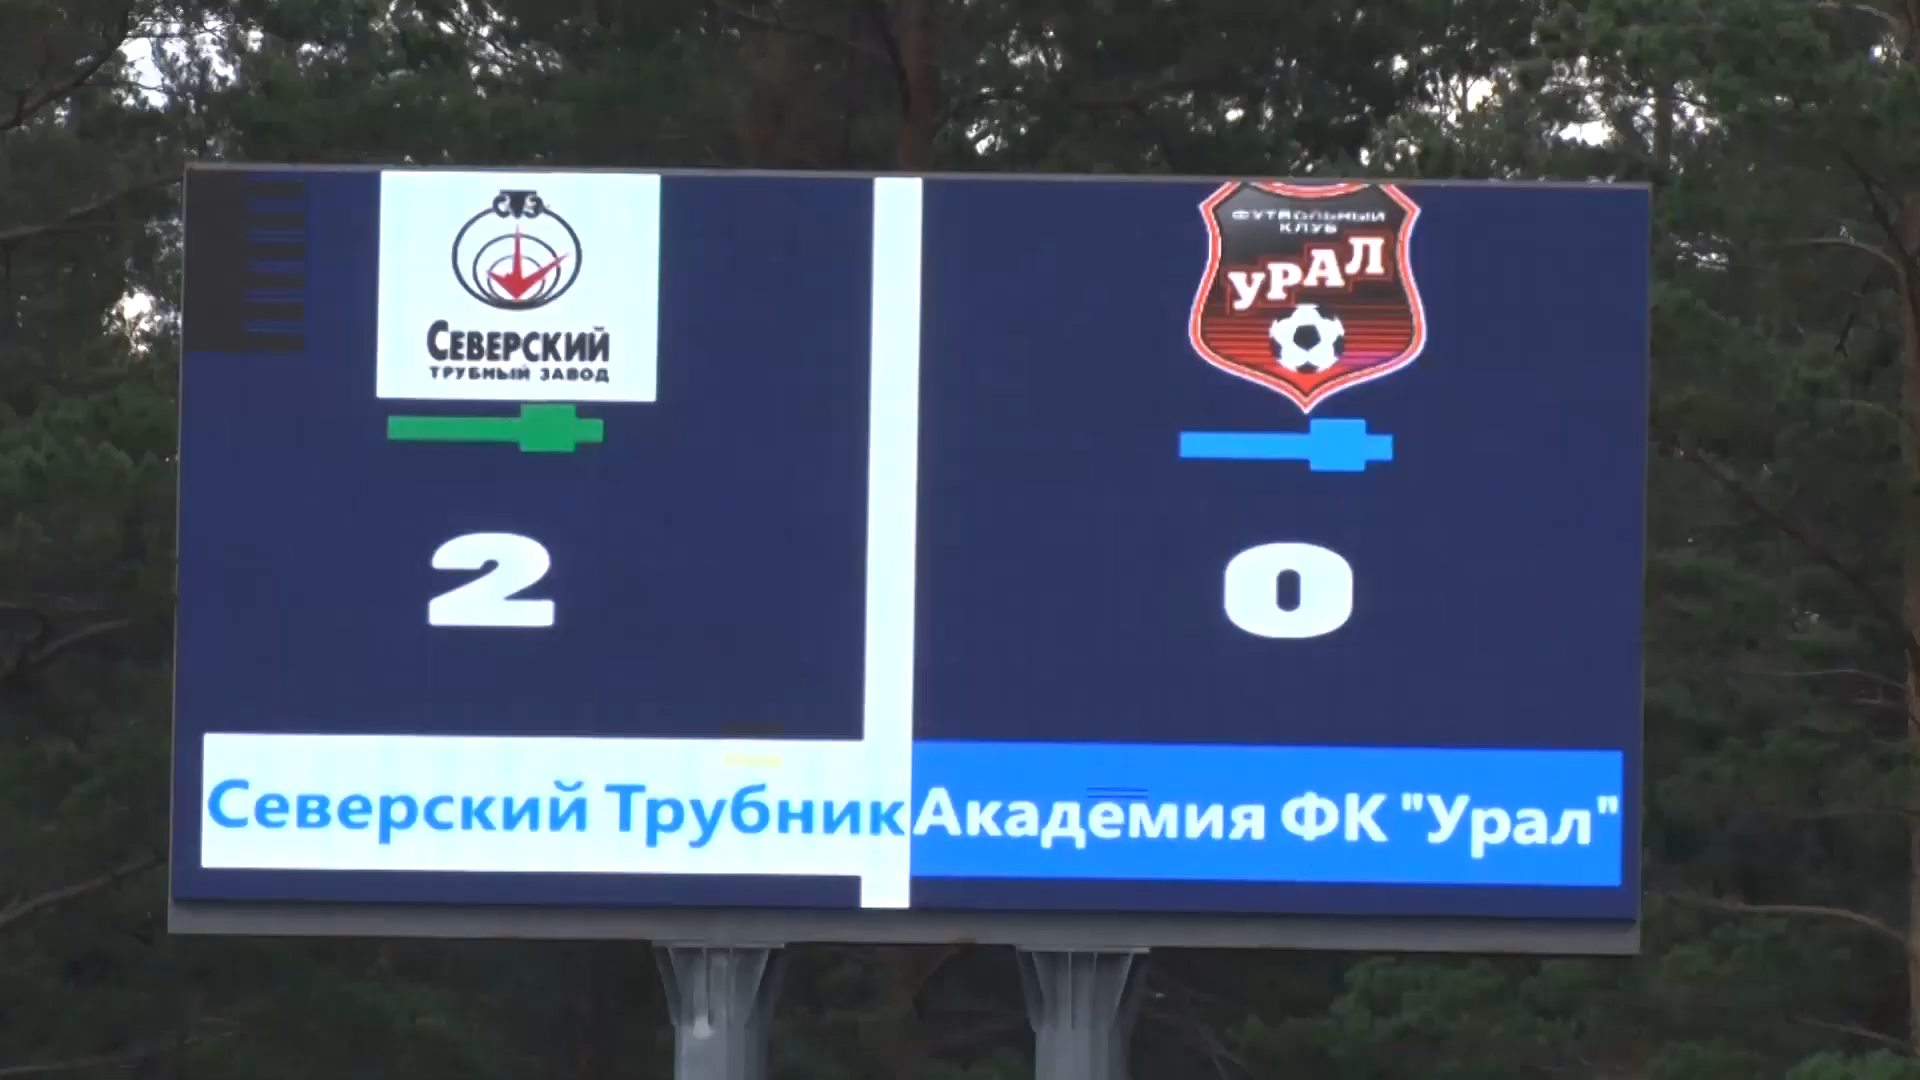 СЕВЕРСКИЙ
ТРУБНЫЙ ЗАВОД
ФУТБОЛЬНЫЙ
КЛУБ
УРАЛ
2
0
Северский Трубник
Академия ФК "Урал"